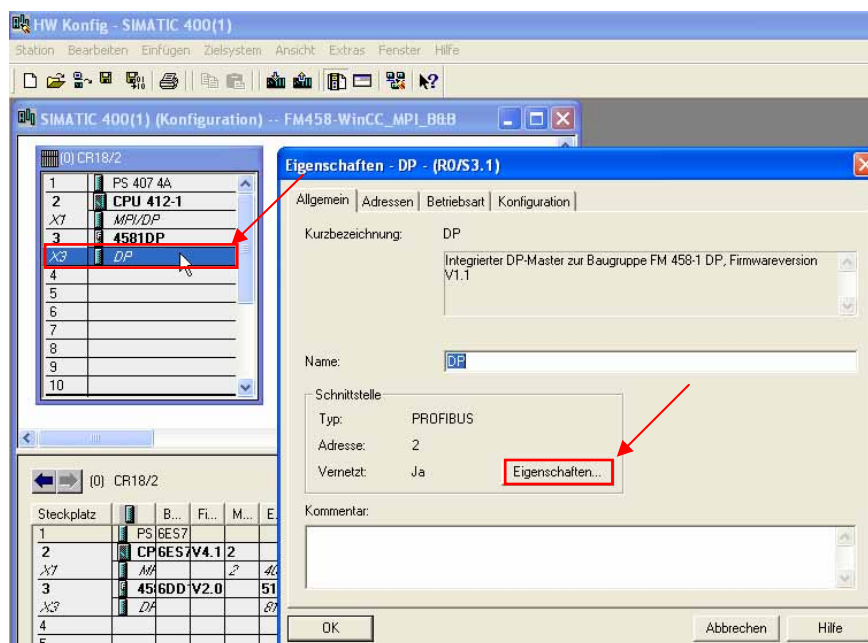 HW Konfig - SIMATIC 400(1)
Station Bearbeiten Einfügen Zielsystem Ansicht Extras Fenster Hilfe
SIMATIC 400(1) (Konfiguration) -- FM458-WinCC_MPI_B&B
(0) CR18/2
1 PS 407 4A
2 CPU 412-1
X1 MPI/DP
3 4581DP
X3 DP
4
5
6
7
8
9
10
Eigenschaften - DP - (R0/S3.1)
Allgemein Adressen Betriebsart Konfiguration
Kurzbezeichnung: DP
Integrierter DP-Master zur Baugruppe FM 458-1 DP, Firmwareversion
V1.1
Name: DP
Schnittstelle
Typ: PROFIBUS
Adresse: 2
Vernetzt: Ja Eigenschaften...
Kommentar:
OK Abbrechen Hilfe
(0) CR18/2
Steckplatz B... Fi... M... E.
1 PS 6ES7
2 CP 6ES7 V4.1 2
X1 MP 2 40
3 45 6DD1 V2.0 51
X3 DP 81
4
5